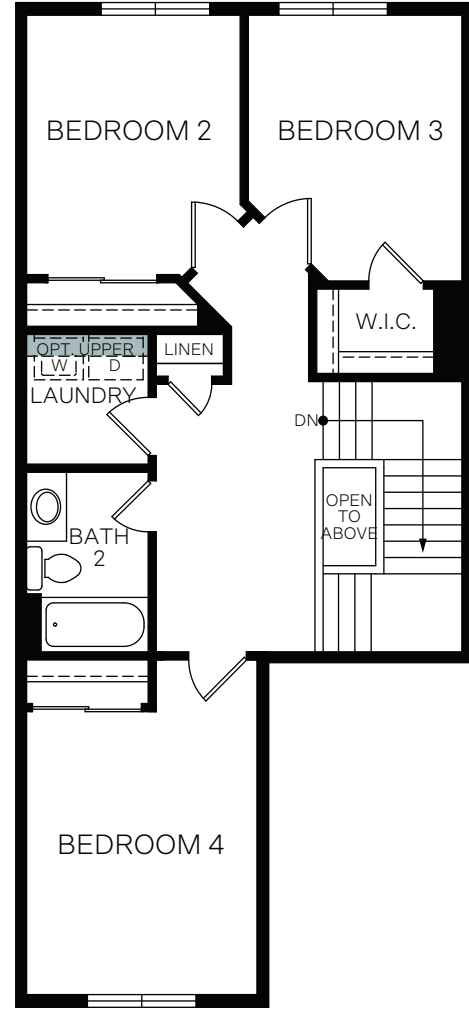 BEDROOM 2
BEDROOM 3
W.I.C.
OPT. UPPER
W
D
LINEN
LAUNDRY
DN
OPEN
TO
ABOVE
BATH
2
BEDROOM 4